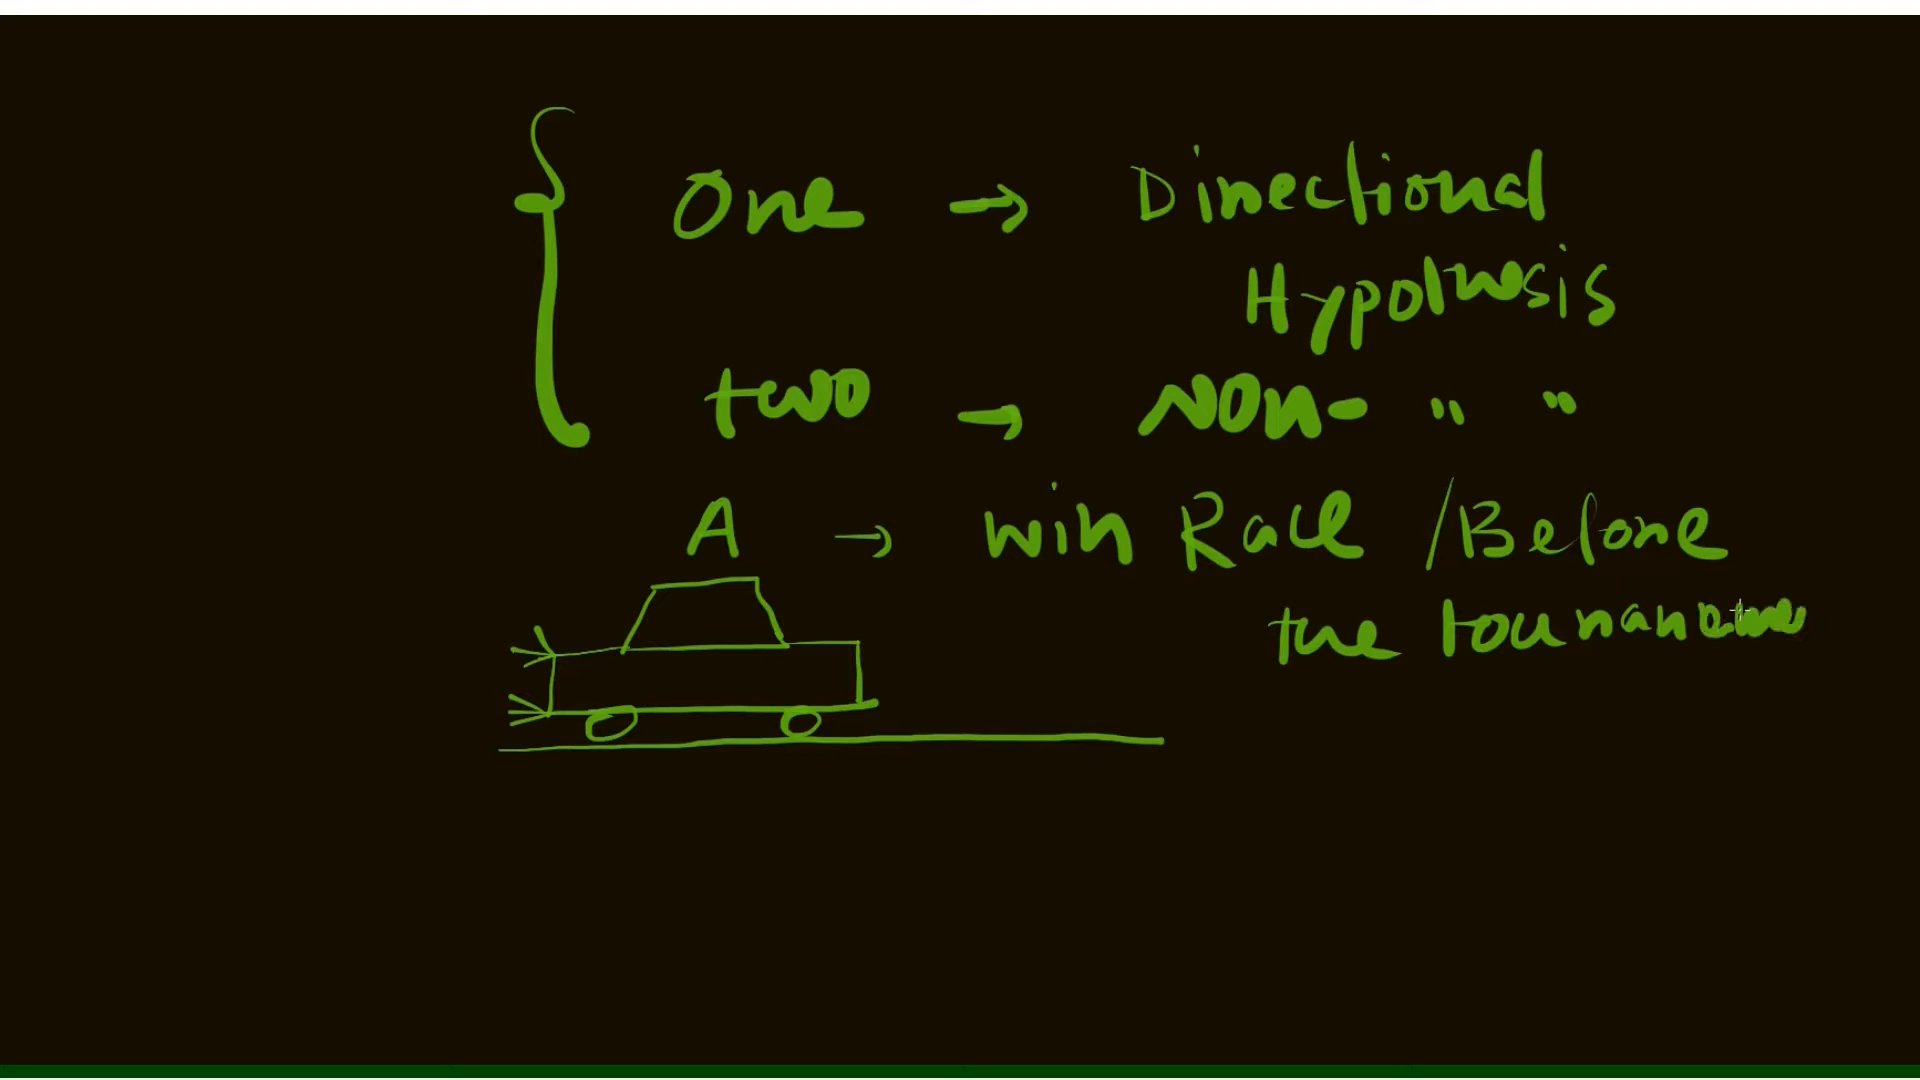 One → Directional
Hypothesis
two → NON- " "
A → win Race / Before
the